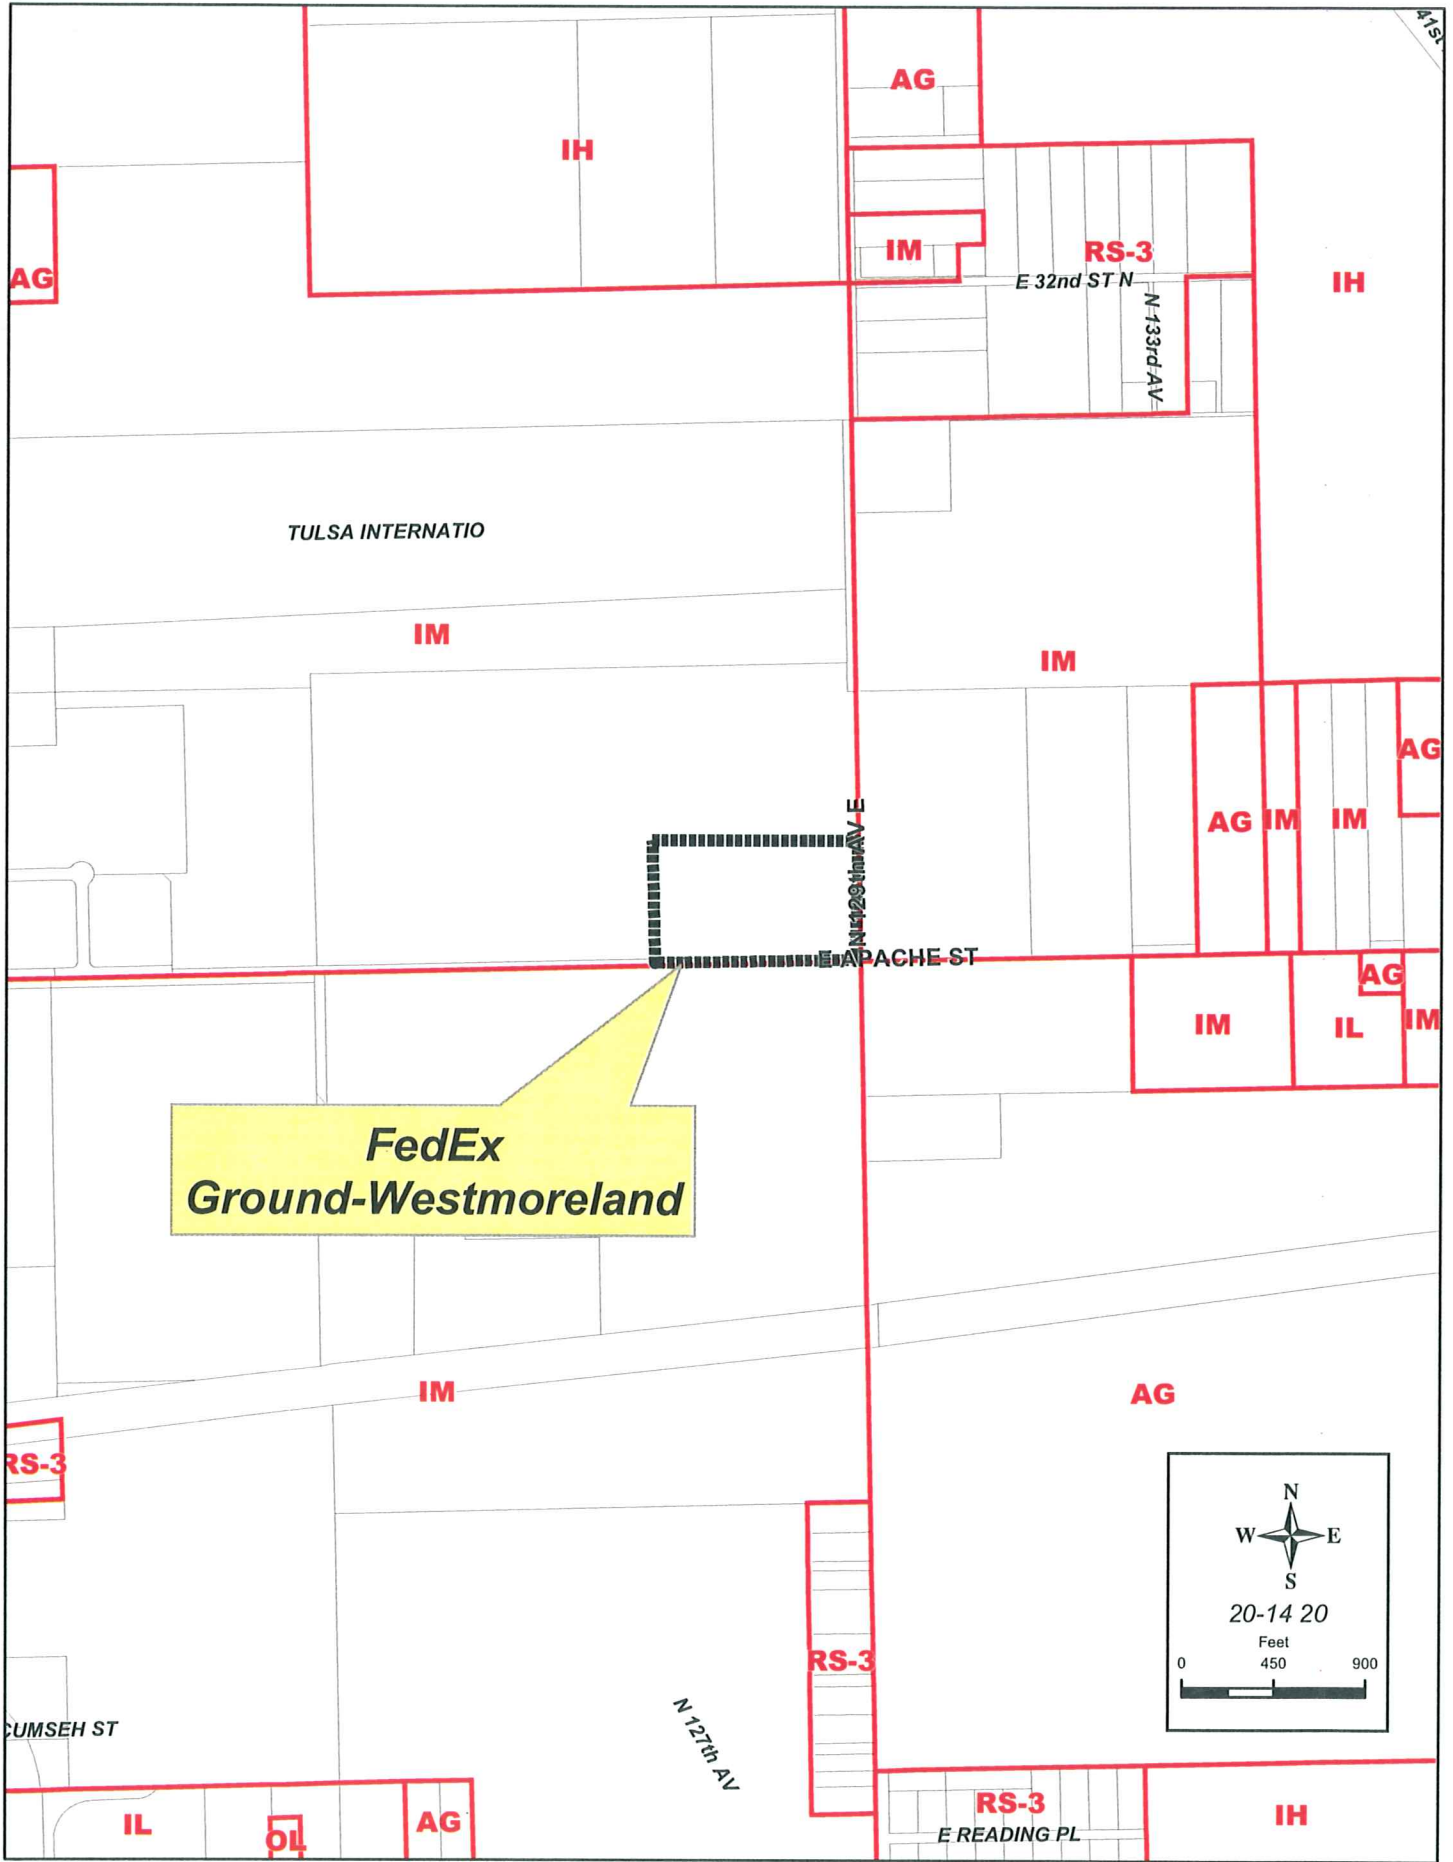 41st
AG
IH
AG
IM
RS-3
E 32nd ST N
IH
N 133rd AV
TULSA INTERNATIO
IM
IM
AG
AG
IM
IM
N 129th AV E
E APACHE ST
AG
IM
IL
IM
FedEx
Ground-Westmoreland
IM
AG
RS-3
N
W
E
S
20-14 20
Feet
0 450 900
RS-3
N 127th AV
CUMSEH ST
IL
OL
AG
RS-3
E READING PL
IH